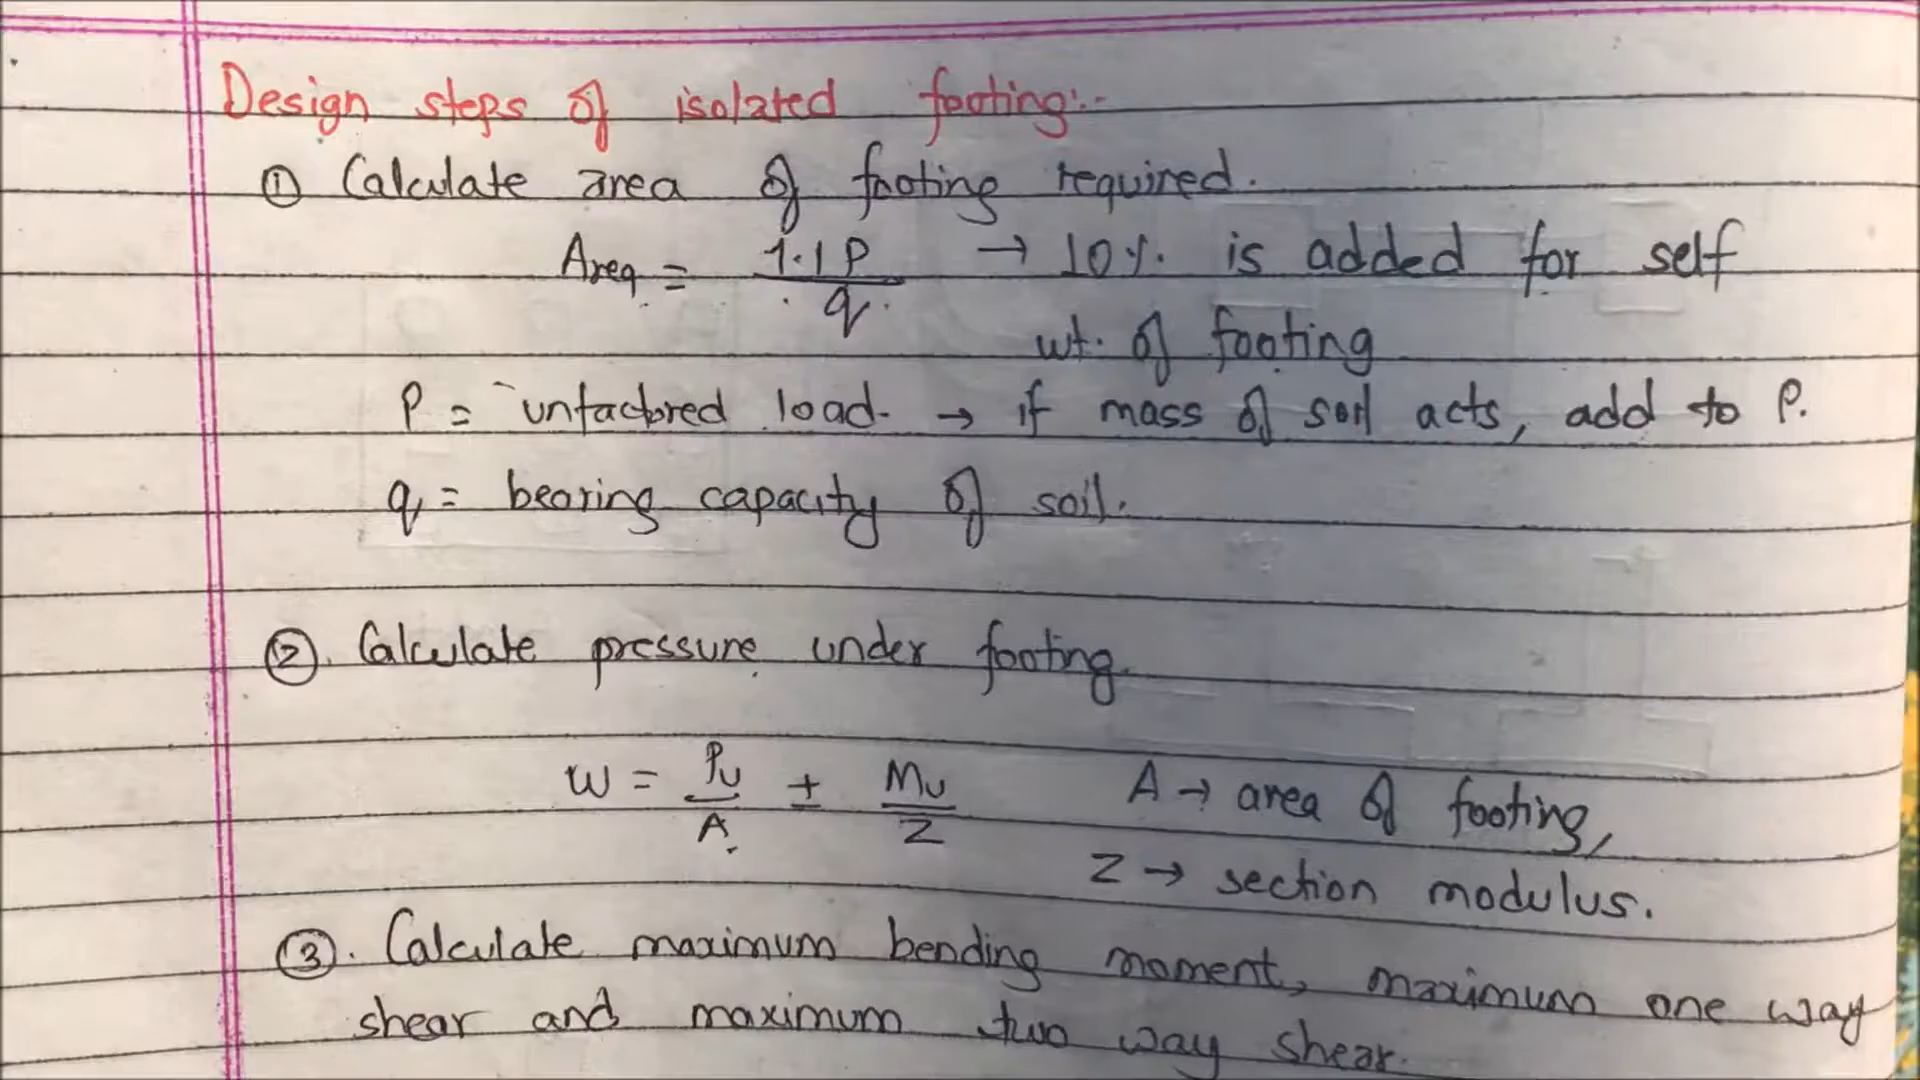 Design steps of isolated footing:-
① Calculate area of footing required.
Areq = 1.1P / q → 10% is added for self
wt. of footing
P = unfactored load → if mass of soil acts, add to P.
q = bearing capacity of soil.
②. Calculate pressure under footing.
w = Pu / A ± Mu / Z A → area of footing,
Z → section modulus.
③. Calculate maximum bending moment, maximum one way
shear and maximum two way shear.